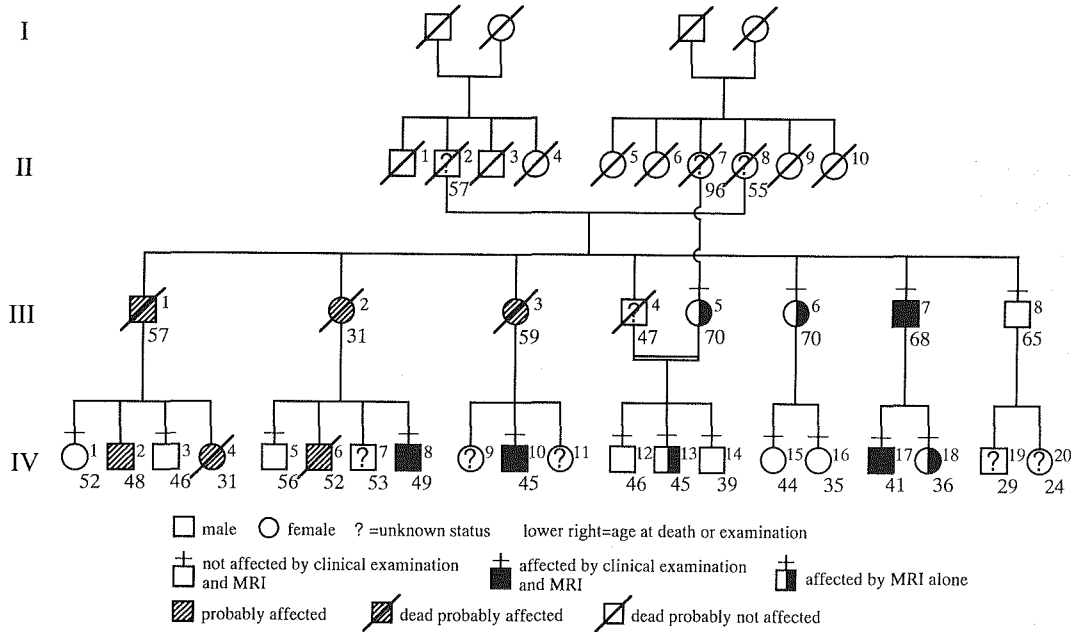 I
II
1 ? 2 3 4 5 6 ? 7 ? 8 9 10
57 96 55
III
1 2 3 ? 4 5 6 7 8
57 31 59 47 70 70 68 65
IV
1 2 3 4 5 6 ? 7 8 ? 9 10 ? 11 12 13 14 15 16 17 18 ? 19 ? 20
52 48 46 31 56 52 53 49 45 46 45 39 44 35 41 36 29 24
male female ? =unknown status lower right=age at death or examination
not affected by clinical examination
and MRI
affected by clinical examination
and MRI
affected by MRI alone
probably affected dead probably affected dead probably not affected